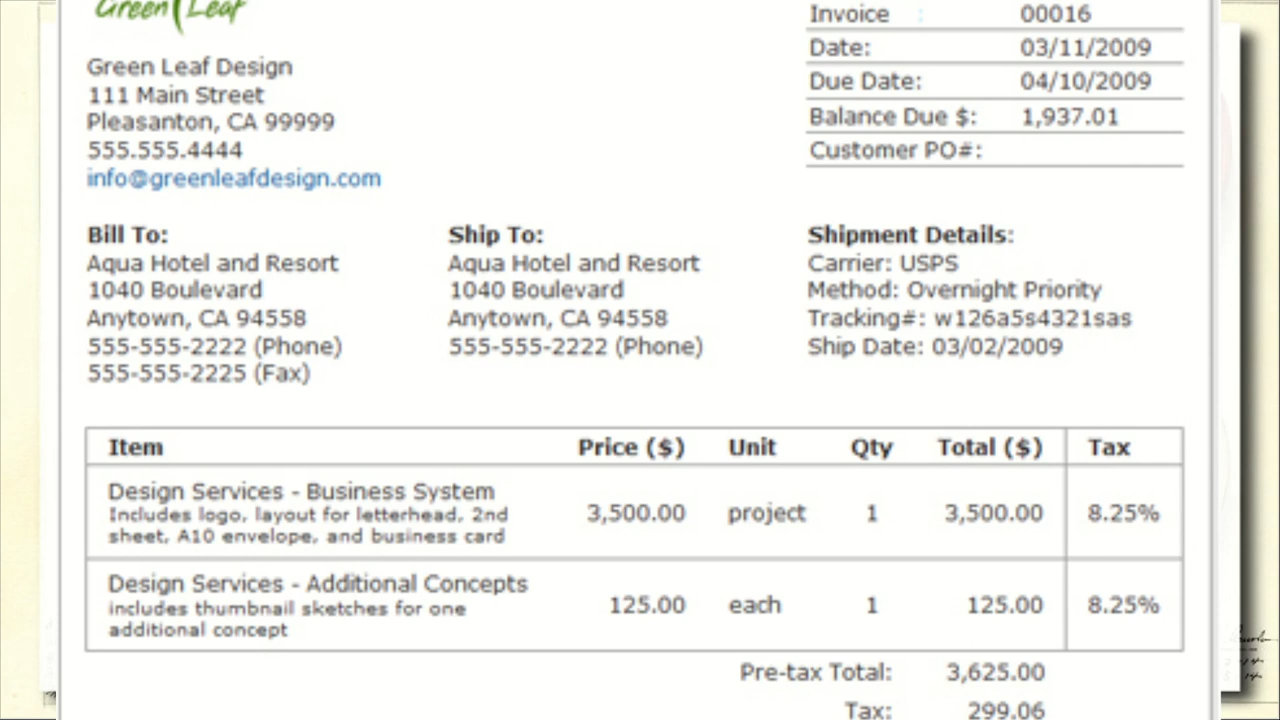 Green Leaf
Invoice : 00016
Date: 03/11/2009
Due Date: 04/10/2009
Balance Due $: 1,937.01
Customer PO#:
Green Leaf Design
111 Main Street
Pleasanton, CA 99999
555.555.4444
info@greenleafdesign.com
Bill To:
Aqua Hotel and Resort
1040 Boulevard
Anytown, CA 94558
555-555-2222 (Phone)
555-555-2225 (Fax)
Ship To:
Aqua Hotel and Resort
1040 Boulevard
Anytown, CA 94558
555-555-2222 (Phone)
Shipment Details:
Carrier: USPS
Method: Overnight Priority
Tracking#: w126a5s4321sas
Ship Date: 03/02/2009
Item Price ($) Unit Qty Total ($) Tax
Design Services - Business System
Includes logo, layout for letterhead, 2nd
sheet, A10 envelope, and business card
3,500.00 project 1 3,500.00 8.25%
Design Services - Additional Concepts
includes thumbnail sketches for one
additional concept
125.00 each 1 125.00 8.25%
Pre-tax Total: 3,625.00
Tax: 299.06